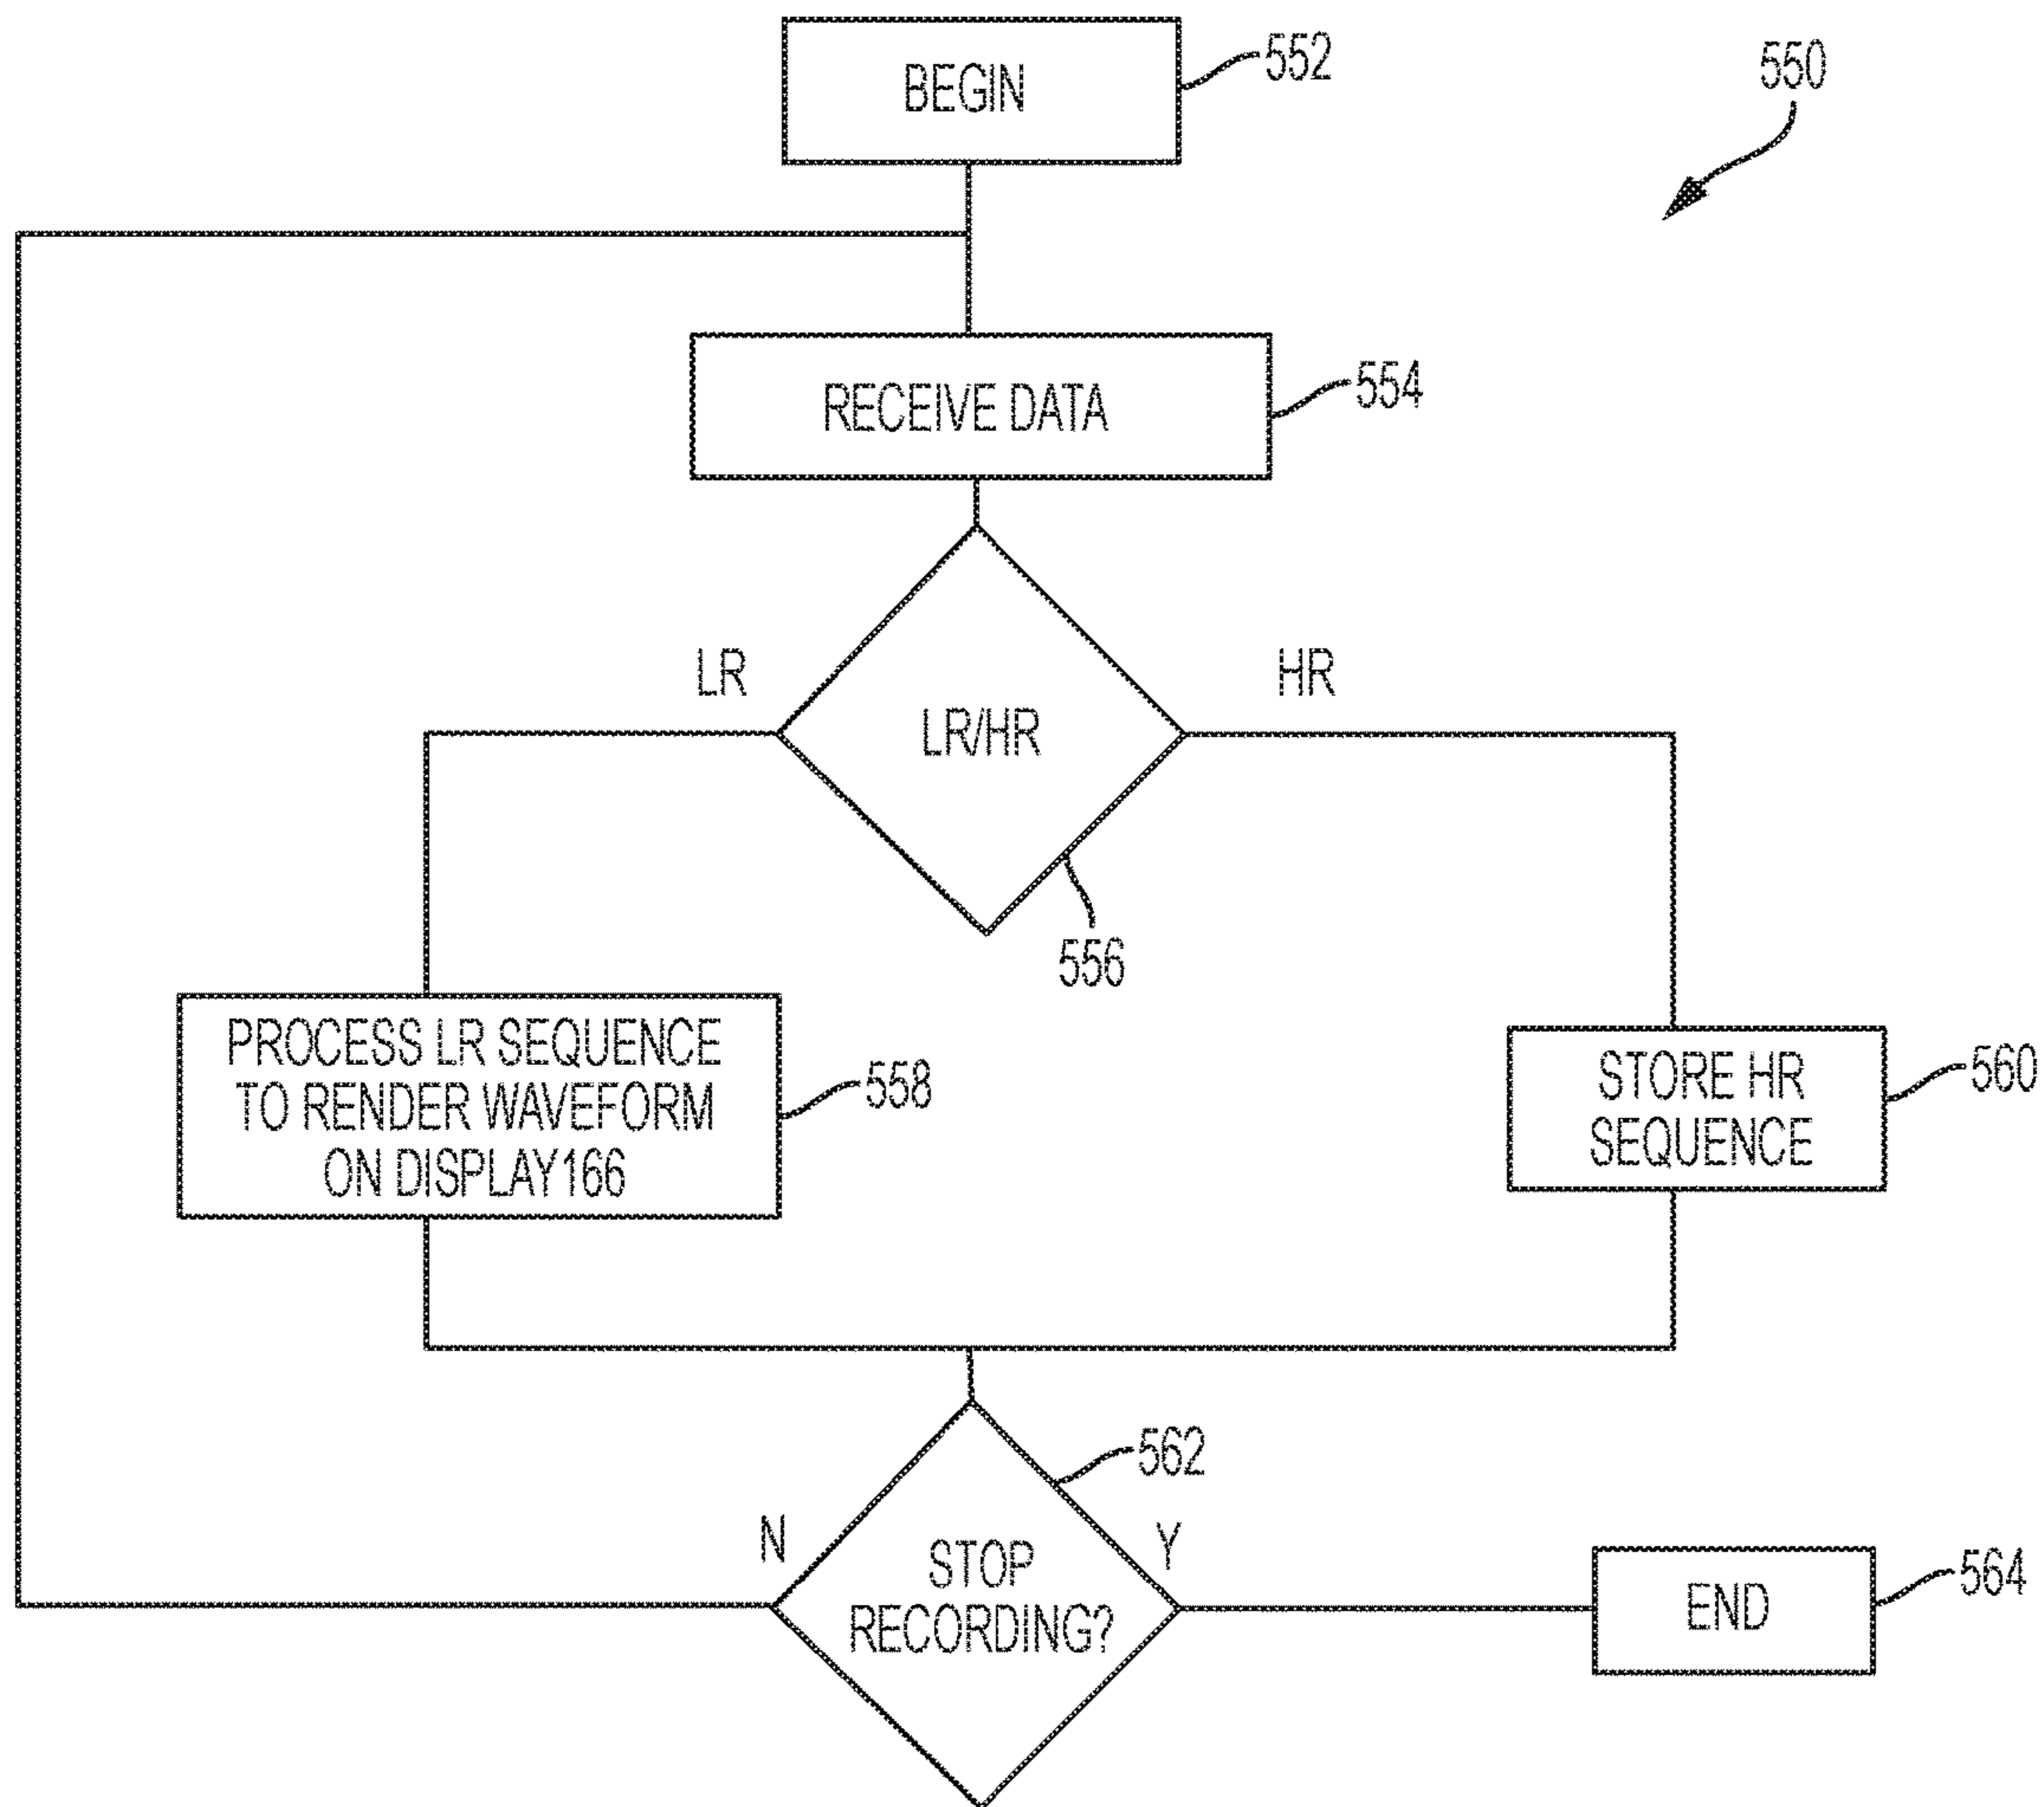 BEGIN
552
550
RECEIVE DATA
554
LR
HR
LR/HR
556
PROCESS LR SEQUENCE
TO RENDER WAVEFORM
ON DISPLAY166
558
STORE HR
SEQUENCE
560
562
N
Y
STOP
RECORDING?
END
564